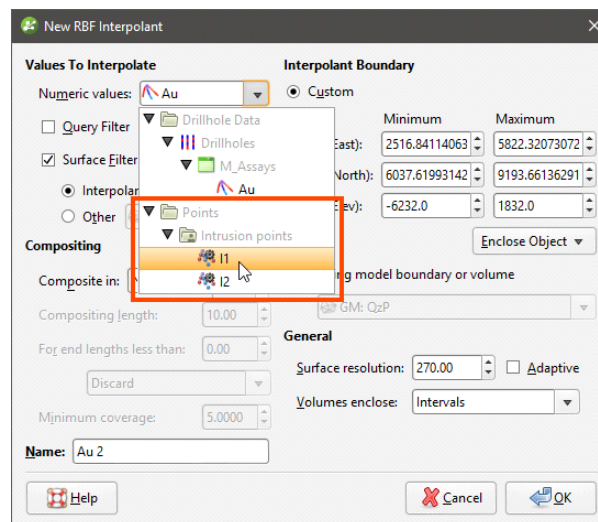 New RBF Interpolant
Values To Interpolate
Numeric values: Au
Query Filter
Surface Filter
Interpolan
Other
Drillhole Data
Drillholes
M_Assays
Au
Points
Intrusion points
I1
I2
Compositing
Composite in:
Compositing length: 10.00
For end lengths less than: 0.00
Discard
Minimum coverage: 5.0000
Name: Au 2
Interpolant Boundary
Custom
Minimum Maximum
East): 2516.84114063 5822.32073072
North): 6037.61993142 9193.66136291
ev): -6232.0 1832.0
Enclose Object
g model boundary or volume
GM: QzP
General
Surface resolution: 270.00 Adaptive
Volumes enclose: Intervals
Help
Cancel
OK